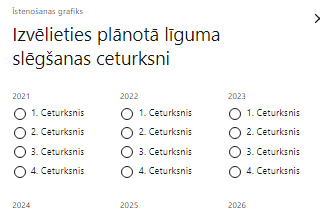 Īstenošanas grafiks
Izvēlieties plānotā līguma
slēgšanas ceturksni
2021 2022 2023
1. Ceturksnis 1. Ceturksnis 1. Ceturksnis
2. Ceturksnis 2. Ceturksnis 2. Ceturksnis
3. Ceturksnis 3. Ceturksnis 3. Ceturksnis
4. Ceturksnis 4. Ceturksnis 4. Ceturksnis
2024 2025 2026